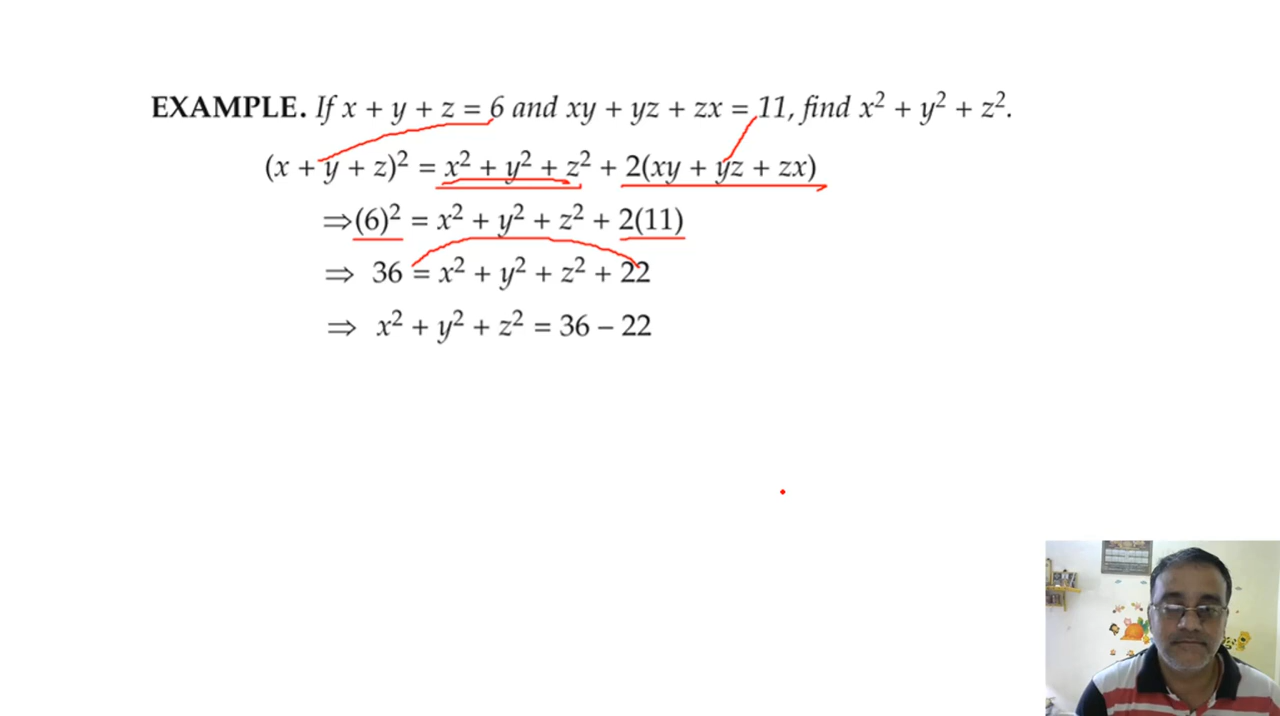 EXAMPLE. If x + y + z = 6 and xy + yz + zx = 11, find x² + y² + z².
(x + y + z)² = x² + y² + z² + 2(xy + yz + zx)
⇒(6)² = x² + y² + z² + 2(11)
⇒ 36 = x² + y² + z² + 22
⇒ x² + y² + z² = 36 – 22